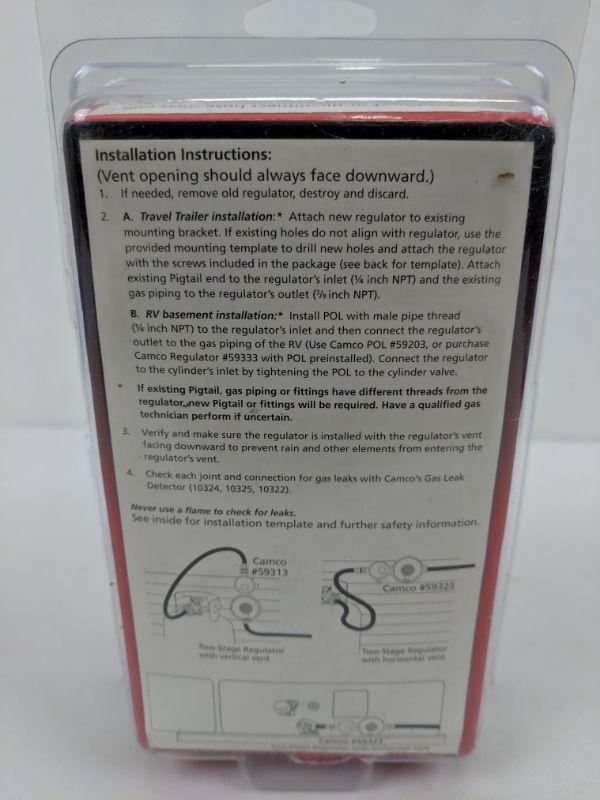 Installation Instructions:
(Vent opening should always face downward.)
1. If needed, remove old regulator, destroy and discard.
2. A. Travel Trailer installation:* Attach new regulator to existing
mounting bracket. If existing holes do not align with regulator, use the
provided mounting template to drill new holes and attach the regulator
with the screws included in the package (see back for template). Attach
existing Pigtail end to the regulator's inlet (¼ inch NPT) and the existing
gas piping to the regulator's outlet (⅜ inch NPT).
B. RV basement installation:* Install POL with male pipe thread
(¼ inch NPT) to the regulator's inlet and then connect the regulator's
outlet to the gas piping of the RV (Use Camco POL #59203, or purchase
Camco Regulator #59333 with POL preinstalled). Connect the regulator
to the cylinder's inlet by tightening the POL to the cylinder valve.
* If existing Pigtail, gas piping or fittings have different threads from the
regulator, new Pigtail or fittings will be required. Have a qualified gas
technician perform if uncertain.
3. Verify and make sure the regulator is installed with the regulator's vent
facing downward to prevent rain and other elements from entering the
regulator's vent.
4. Check each joint and connection for gas leaks with Camco's Gas Leak
Detector (10324, 10325, 10322).
Never use a flame to check for leaks.
See inside for installation template and further safety information.
Camco
#59313
Camco #59323
Two-Stage Regulator
with vertical vent
Two-Stage Regulator
with horizontal vent
Camco #59323
Two-Stage Regulator with horizontal vent